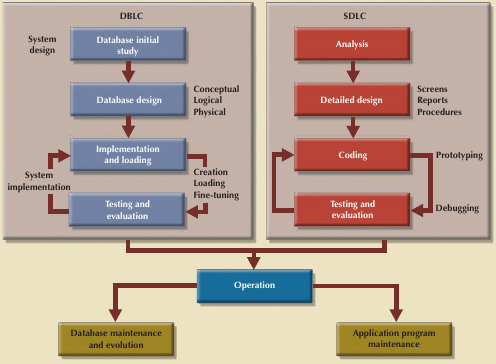 DBLC
System
design
Database initial
study
Database design
Conceptual
Logical
Physical
Implementation
and loading
System
implementation
Creation
Loading
Fine-tuning
Testing and
evaluation
SDLC
Analysis
Detailed design
Screens
Reports
Procedures
Coding
Prototyping
Debugging
Testing and
evaluation
Operation
Database maintenance
and evolution
Application program
maintenance